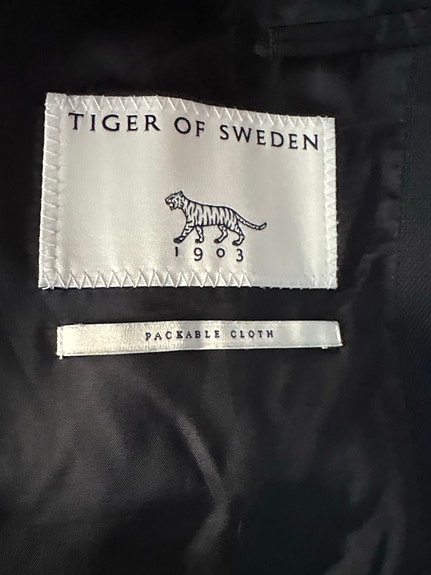 TIGER OF SWEDEN
1903
PACKABLE CLOTH